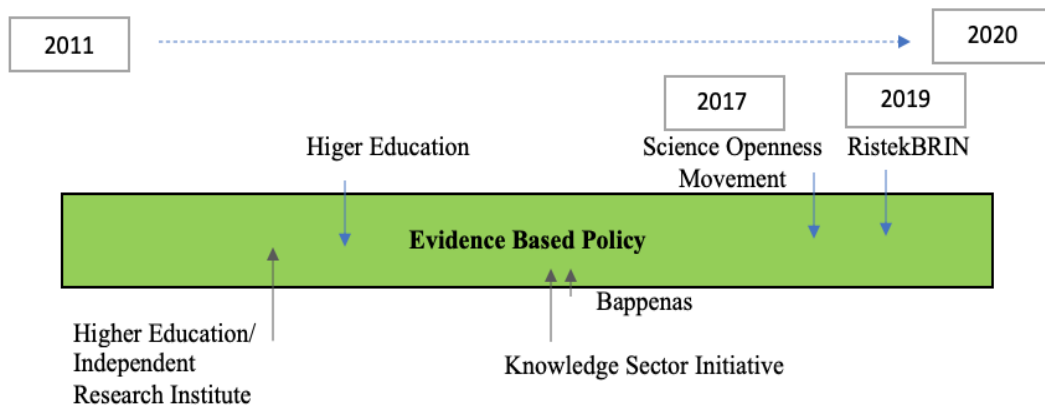 2011
2020
2017
2019
Higer Education
Science Openness
Movement
RistekBRIN
Evidence Based Policy
Bappenas
Higher Education/
Independent
Research Institute
Knowledge Sector Initiative